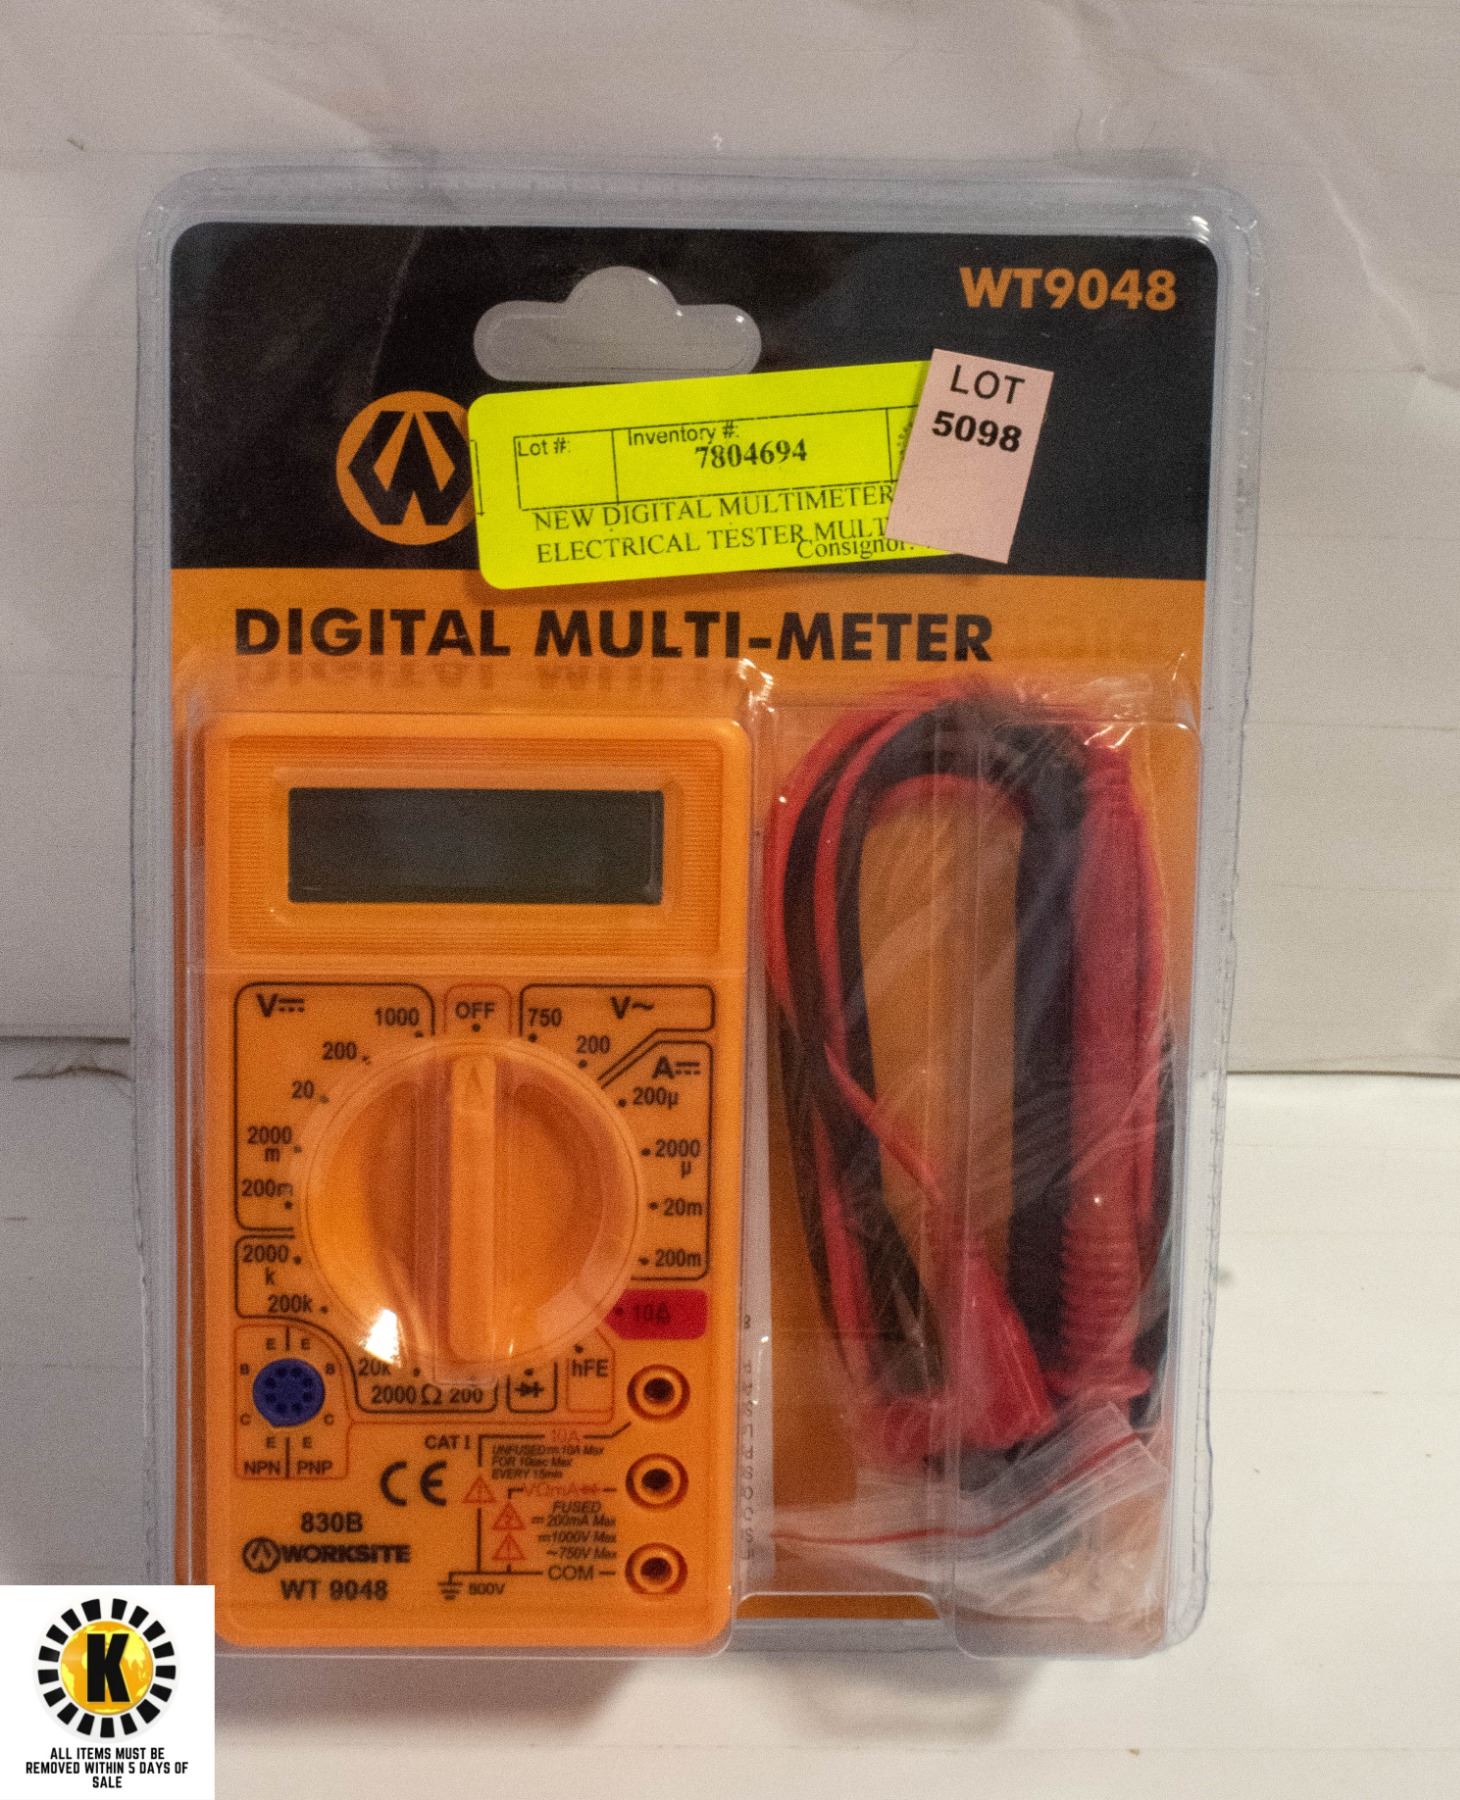 WT9048
LOT
5098
Lot #:
Inventory #:
7804694
NEW DIGITAL MULTIMETER
ELECTRICAL TESTER MULT
Consignor:
DIGITAL MULTI-METER
V⎓
1000
OFF
750
V~
200
200
A⎓
20
200µ
2000
m
2000
µ
200m
20m
2000
k
200m
200k
10A
E E
B B
20k
hFE
2000 Ω 200
C C
E E
NPN PNP
CAT I
10A
UNFUSED⎓10A Max
FOR 10sec Max
EVERY 15min
CE
VΩmA
FUSED
⎓200mA Max
⎓1000V Max
~750V Max
COM
830B
WORKSITE
WT 9048
K
ALL ITEMS MUST BE
REMOVED WITHIN 5 DAYS OF
SALE